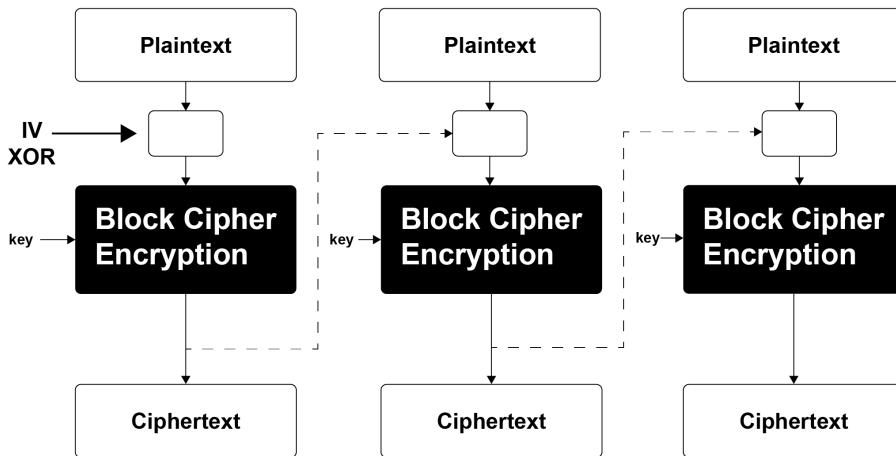 Plaintext
Plaintext
Plaintext
IV
XOR
key
Block Cipher
Encryption
key
Block Cipher
Encryption
key
Block Cipher
Encryption
Ciphertext
Ciphertext
Ciphertext